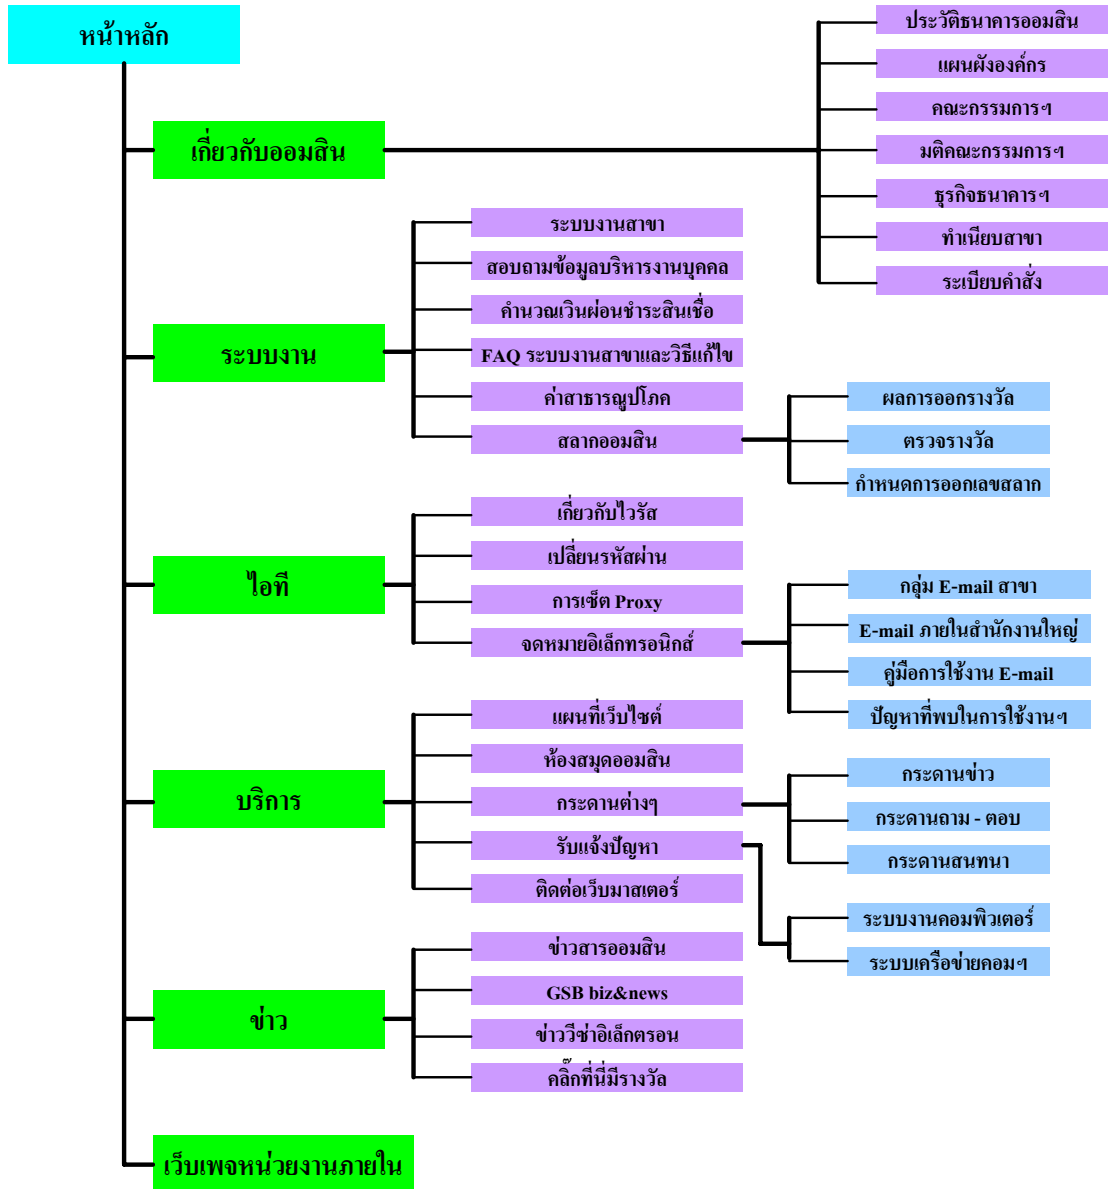 หน้าหลัก
เกี่ยวกับออมสิน
ประวัติธนาคารออมสิน
แผนผังองค์กร
คณะกรรมการฯ
มติคณะกรรมการฯ
ธุรกิจธนาคารฯ
ทำเนียบสาขา
ระเบียบคำสั่ง
ระบบงาน
ระบบงานสาขา
สอบถามข้อมูลบริหารงานบุคคล
คำนวณเวินผ่อนชำระสินเชื่อ
FAQ ระบบงานสาขาและวิธีแก้ไข
ค่าสาธารณูปโภค
สลากออมสิน
ผลการออกรางวัล
ตรวจรางวัล
กำหนดการออกเลขสลาก
ไอที
เกี่ยวกับไวรัส
เปลี่ยนรหัสผ่าน
การเซ็ต Proxy
จดหมายอิเล็กทรอนิกส์
กลุ่ม E-mail สาขา
E-mail ภายในสำนักงานใหญ่
คู่มือการใช้งาน E-mail
ปัญหาที่พบในการใช้งานฯ
บริการ
แผนที่เว็บไซต์
ห้องสมุดออมสิน
กระดานต่างๆ
รับแจ้งปัญหา
ติดต่อเว็บมาสเตอร์
กระดานข่าว
กระดานถาม - ตอบ
กระดานสนทนา
ระบบงานคอมพิวเตอร์
ระบบเครือข่ายคอมฯ
ข่าว
ข่าวสารออมสิน
GSB biz&news
ข่าววีซ่าอิเล็กตรอน
คลิ๊กที่นี่มีรางวัล
เว็บเพจหน่วยงานภายใน